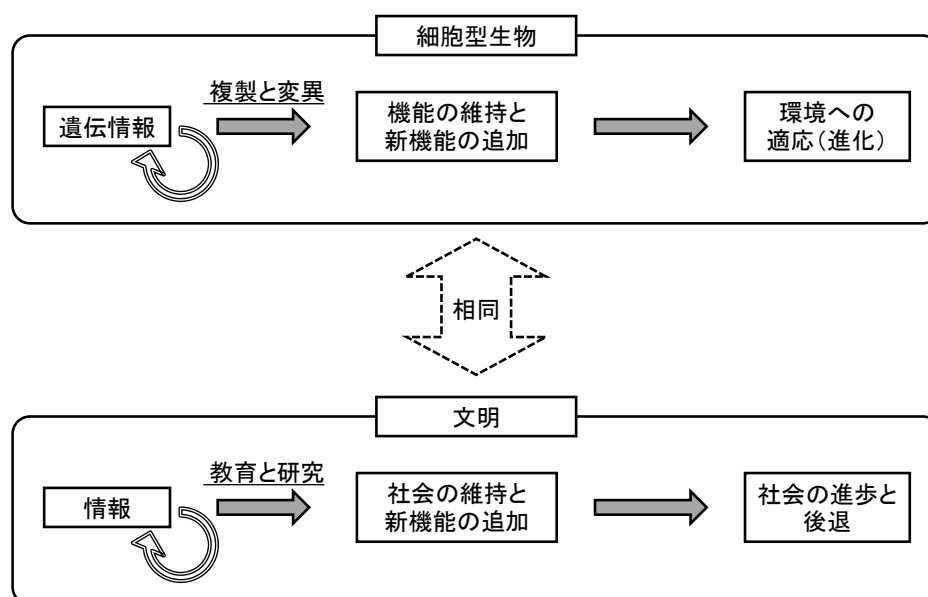 細胞型生物
複製と変異
遺伝情報
機能の維持と
新機能の追加
環境への
適応（進化）
相同
文明
教育と研究
情報
社会の維持と
新機能の追加
社会の進歩と
後退